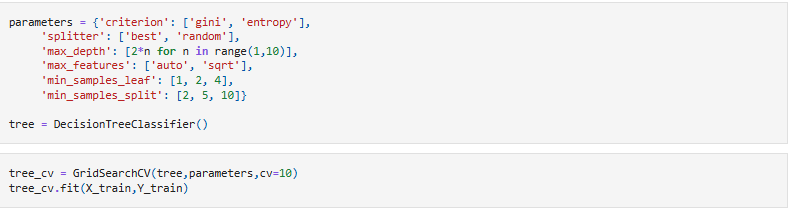 parameters = {'criterion': ['gini', 'entropy'],
     'splitter': ['best', 'random'],
     'max_depth': [2*n for n in range(1,10)],
     'max_features': ['auto', 'sqrt'],
     'min_samples_leaf': [1, 2, 4],
     'min_samples_split': [2, 5, 10]}
tree = DecisionTreeClassifier()
tree_cv = GridSearchCV(tree,parameters,cv=10)
tree_cv.fit(X_train,Y_train)